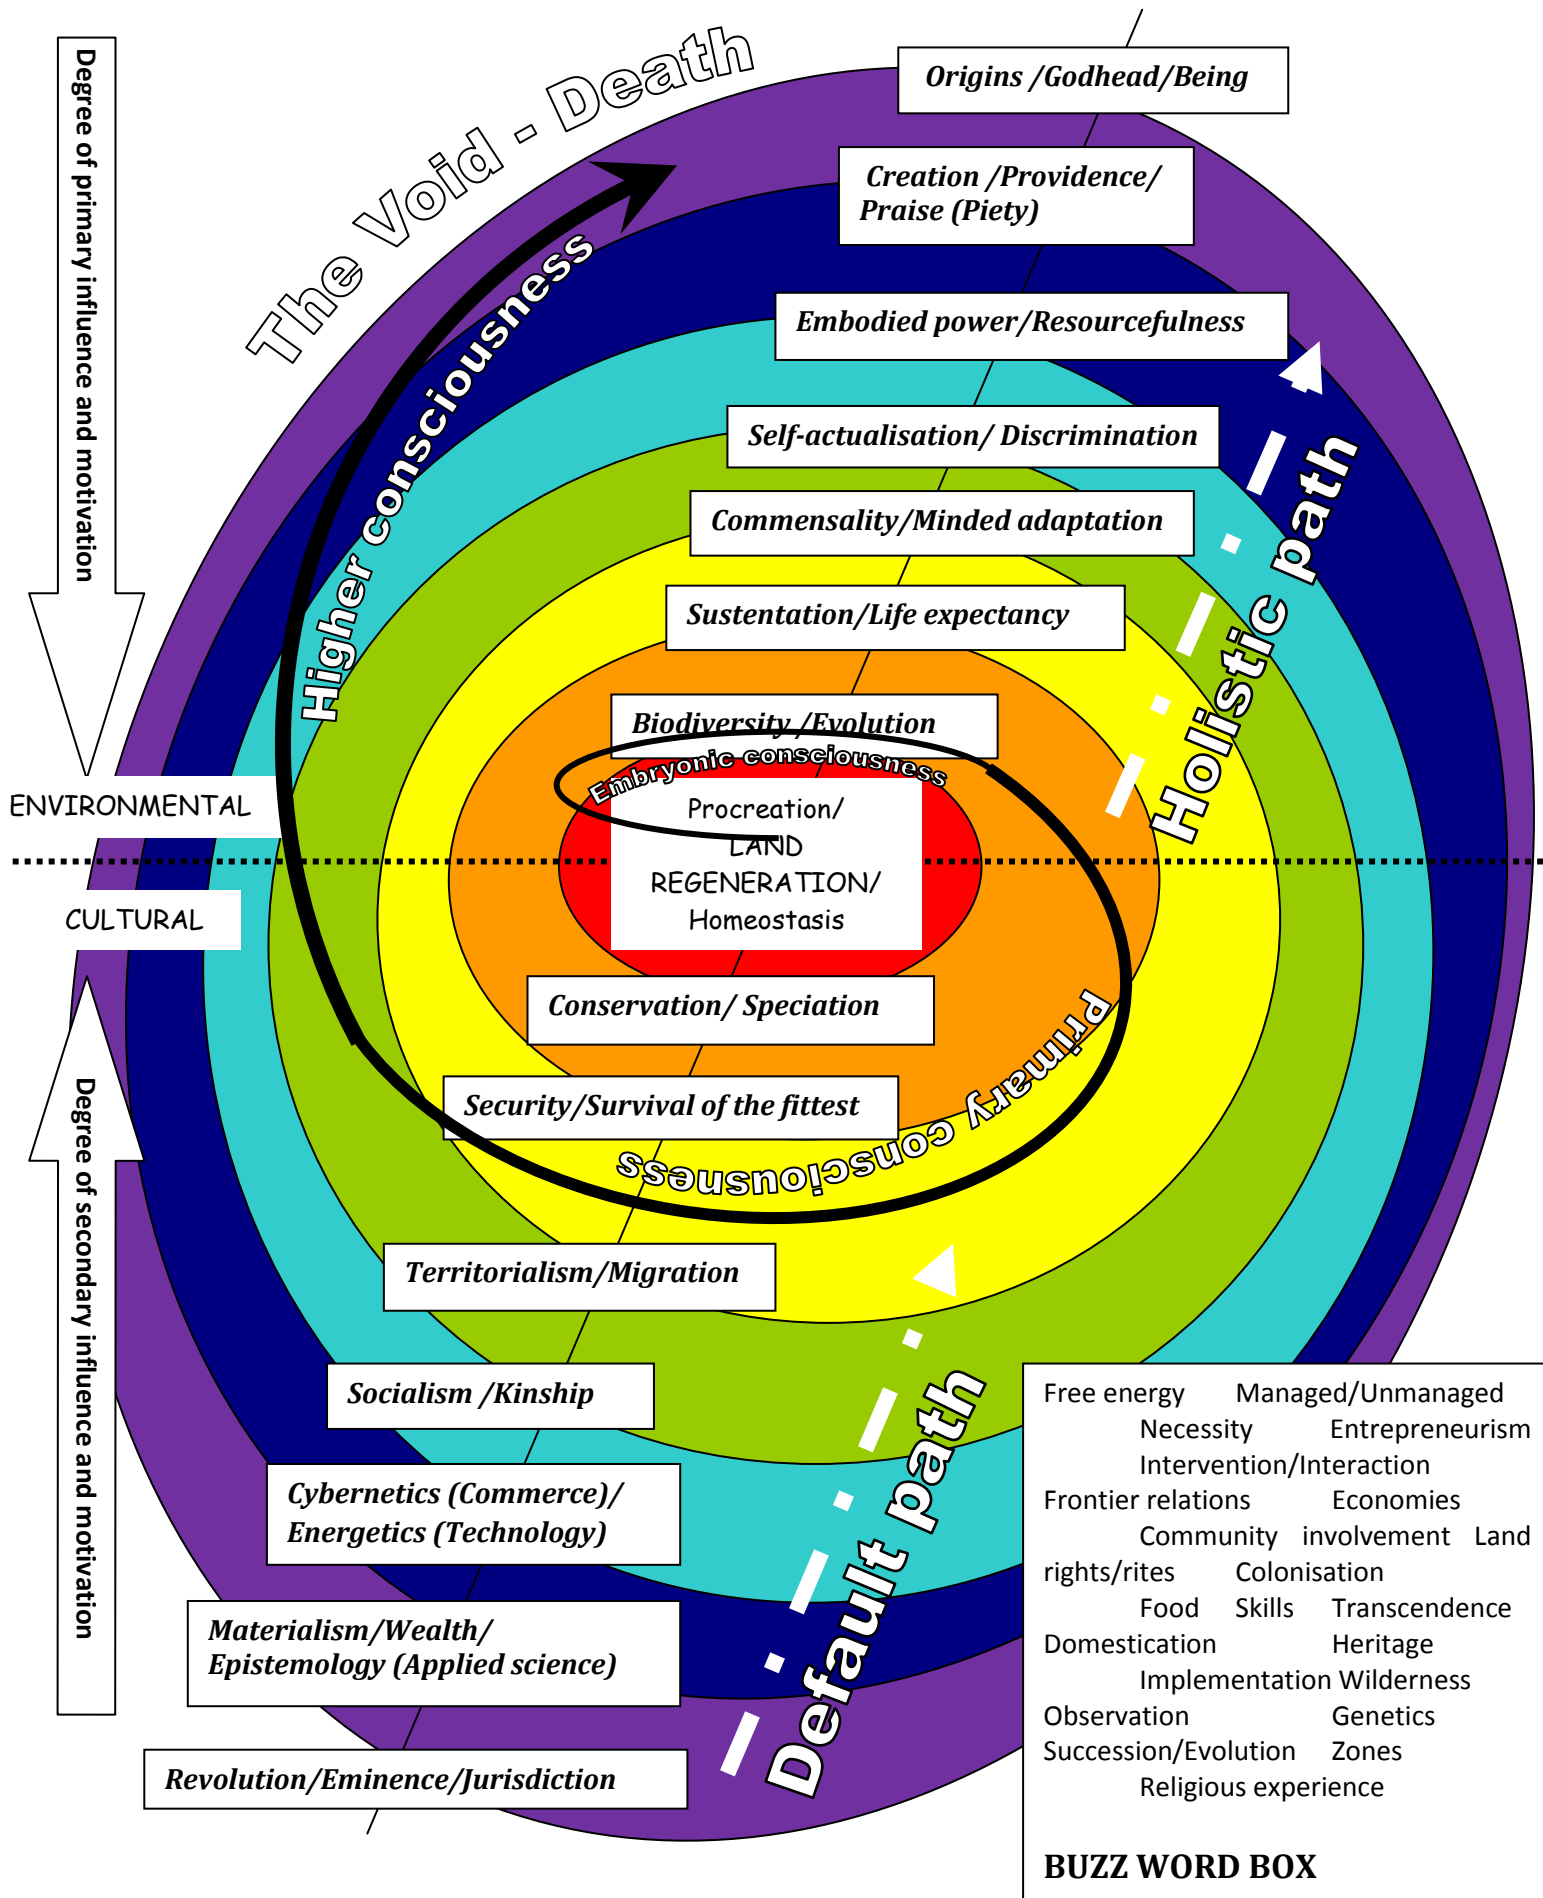 Degree of primary influence and motivation
The Void - Death
Origins /Godhead/Being
Creation /Providence/
Praise (Piety)
Higher consciousness
Embodied power/Resourcefulness
Self-actualisation/ Discrimination
Holistic path
Commensality/Minded adaptation
Sustentation/Life expectancy
Biodiversity /Evolution
Embryonic consciousness
Procreation/
LAND
REGENERATION/
Homeostasis
ENVIRONMENTAL
CULTURAL
Conservation/ Speciation
Primary consciousness
Security/Survival of the fittest
Degree of secondary influence and motivation
Territorialism/Migration
Socialism /Kinship
Default path
Cybernetics (Commerce)/
Energetics (Technology)
Materialism/Wealth/
Epistemology (Applied science)
Revolution/Eminence/Jurisdiction
Free energy Managed/Unmanaged
Necessity Entrepreneurism
Intervention/Interaction
Frontier relations Economies
Community involvement Land
rights/rites Colonisation
Food Skills Transcendence
Domestication Heritage
Implementation Wilderness
Observation Genetics
Succession/Evolution Zones
Religious experience
BUZZ WORD BOX